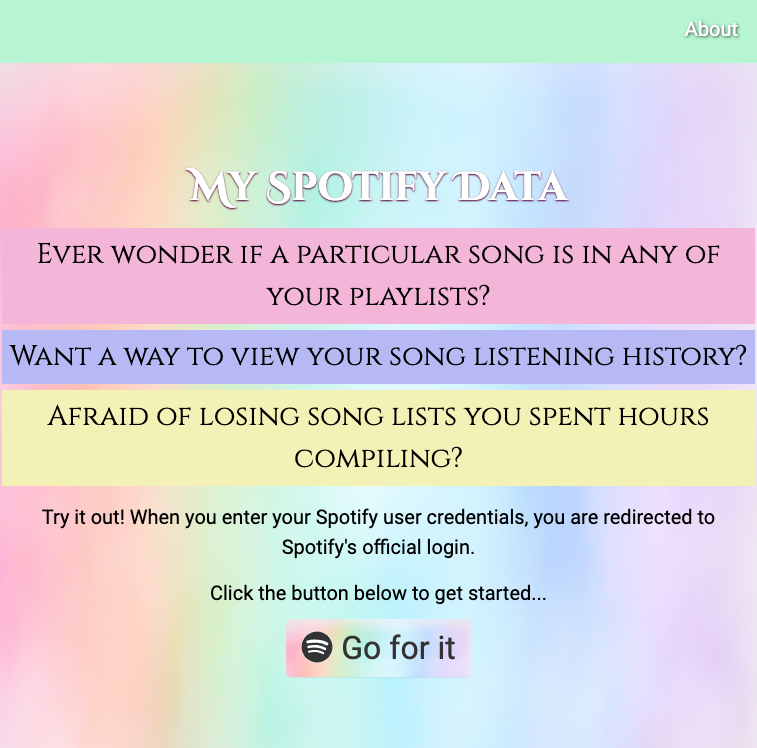 About
My Spotify Data
Ever wonder if a particular song is in any of
your playlists?
Want a way to view your song listening history?
Afraid of losing song lists you spent hours
compiling?
Try it out! When you enter your Spotify user credentials, you are redirected to
Spotify's official login.
Click the button below to get started...
Go for it